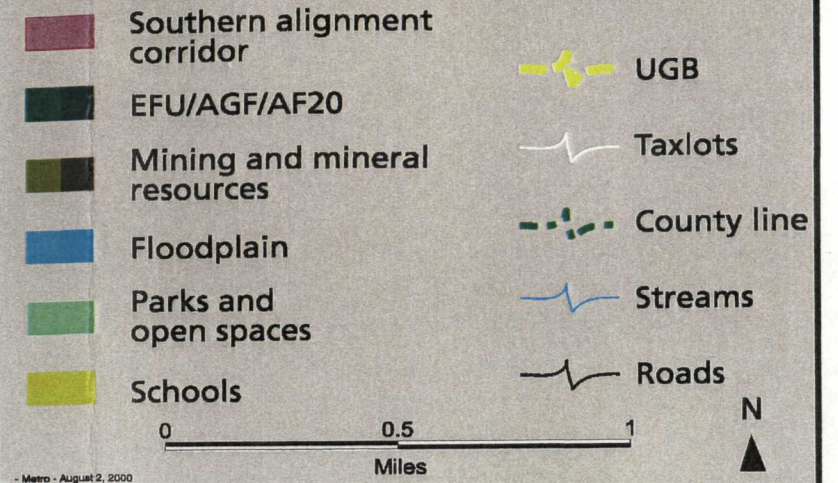 Southern alignment
corridor
EFU/AGF/AF20
Mining and mineral
resources
Floodplain
Parks and
open spaces
Schools
UGB
Taxlots
County line
Streams
Roads
N
0 0.5 1
Miles
- Metro - August 2, 2000